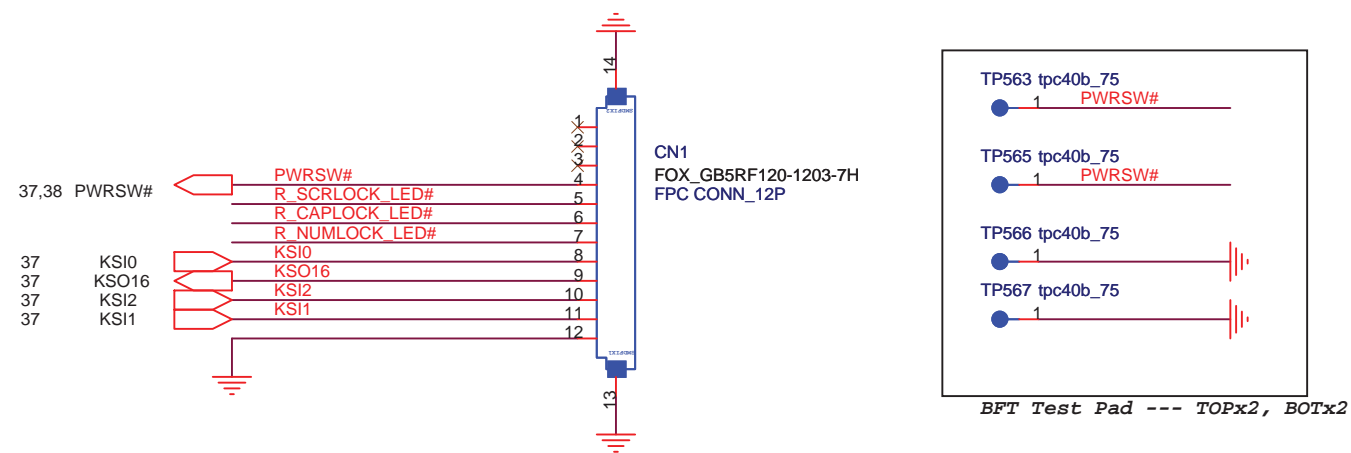 14
SMDFIX2
1
2
3
37,38 PWRSW# PWRSW# 4
R_SCRLOCK_LED# 5
R_CAPLOCK_LED# 6
R_NUMLOCK_LED# 7
37 KSI0 KSI0 8
37 KSO16 KSO16 9
37 KSI2 KSI2 10
37 KSI1 KSI1 11
12
SMDFIX1
13
CN1
FOX_GB5RF120-1203-7H
FPC CONN_12P
TP563 tpc40b_75
1 PWRSW#
TP565 tpc40b_75
1 PWRSW#
TP566 tpc40b_75
1
TP567 tpc40b_75
1
BFT Test Pad --- TOPx2, BOTx2